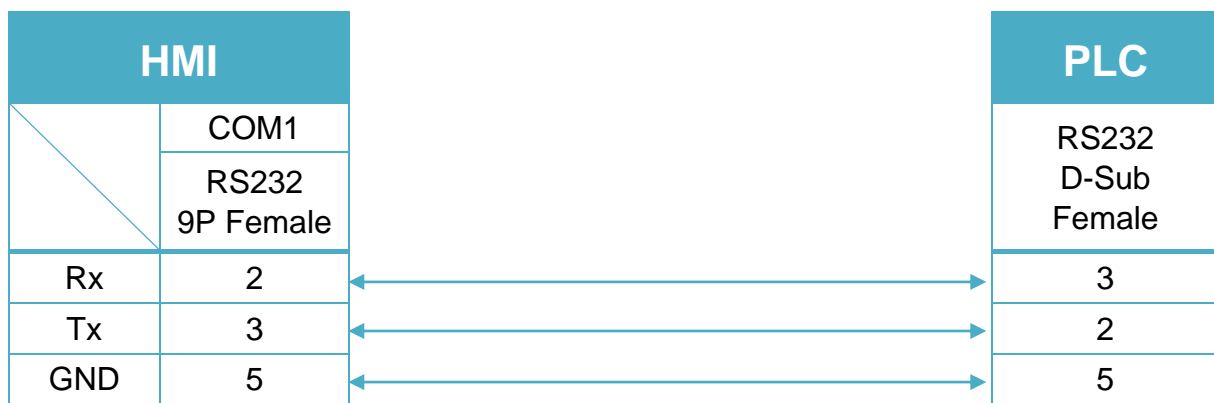 HMI
PLC
COM1
RS232
9P Female
RS232
D-Sub
Female
Rx 2 3
Tx 3 2
GND 5 5